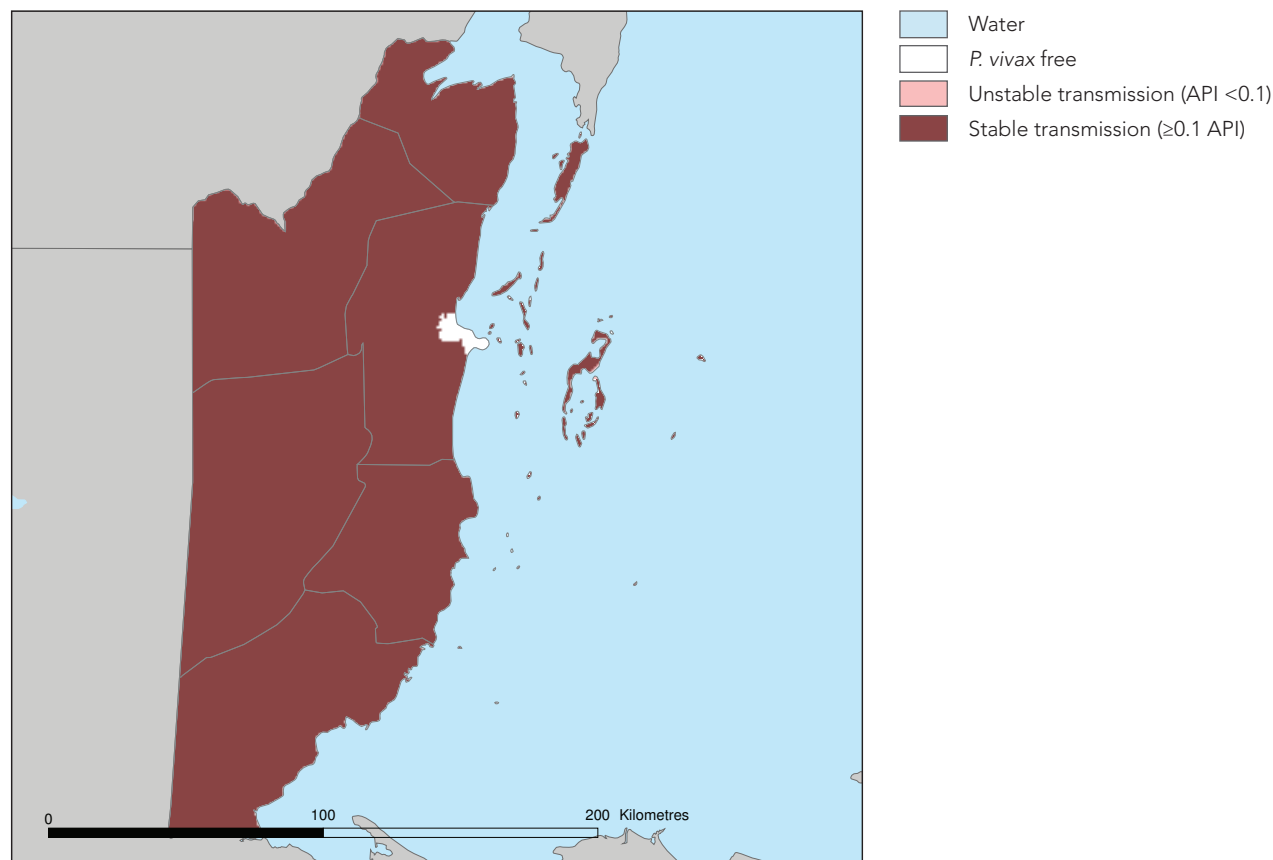 Water
P. vivax free
Unstable transmission (API <0.1)
Stable transmission (≥0.1 API)
0 100 200 Kilometres